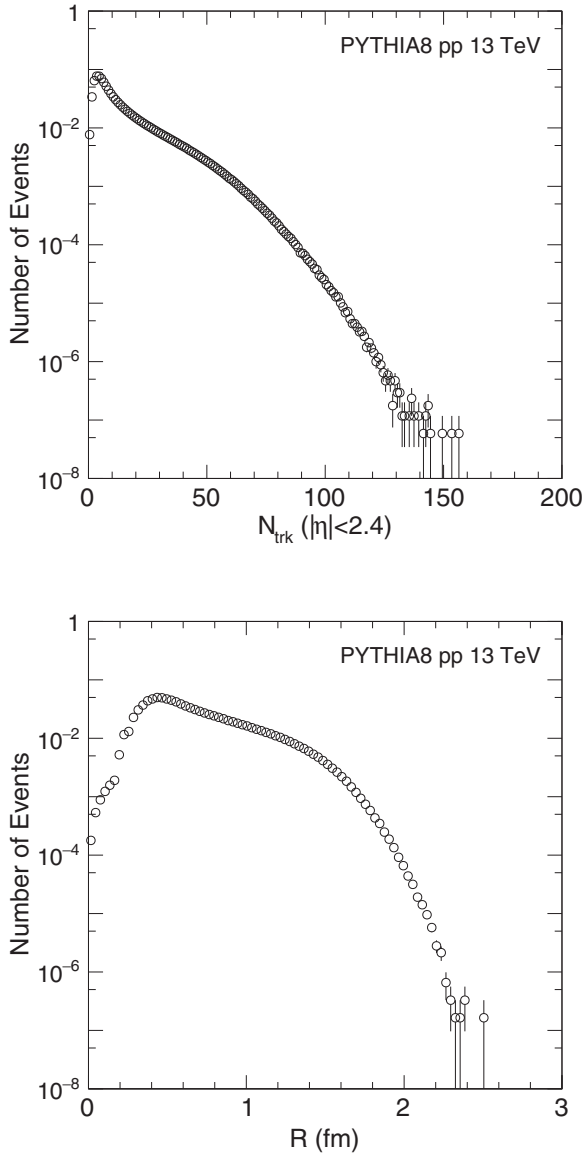 PYTHIA8 pp 13 TeV
1
10⁻²
10⁻⁴
10⁻⁶
10⁻⁸
Number of Events
0 50 100 150 200
N_trk (|η|<2.4)
PYTHIA8 pp 13 TeV
1
10⁻²
10⁻⁴
10⁻⁶
10⁻⁸
Number of Events
0 1 2 3
R (fm)